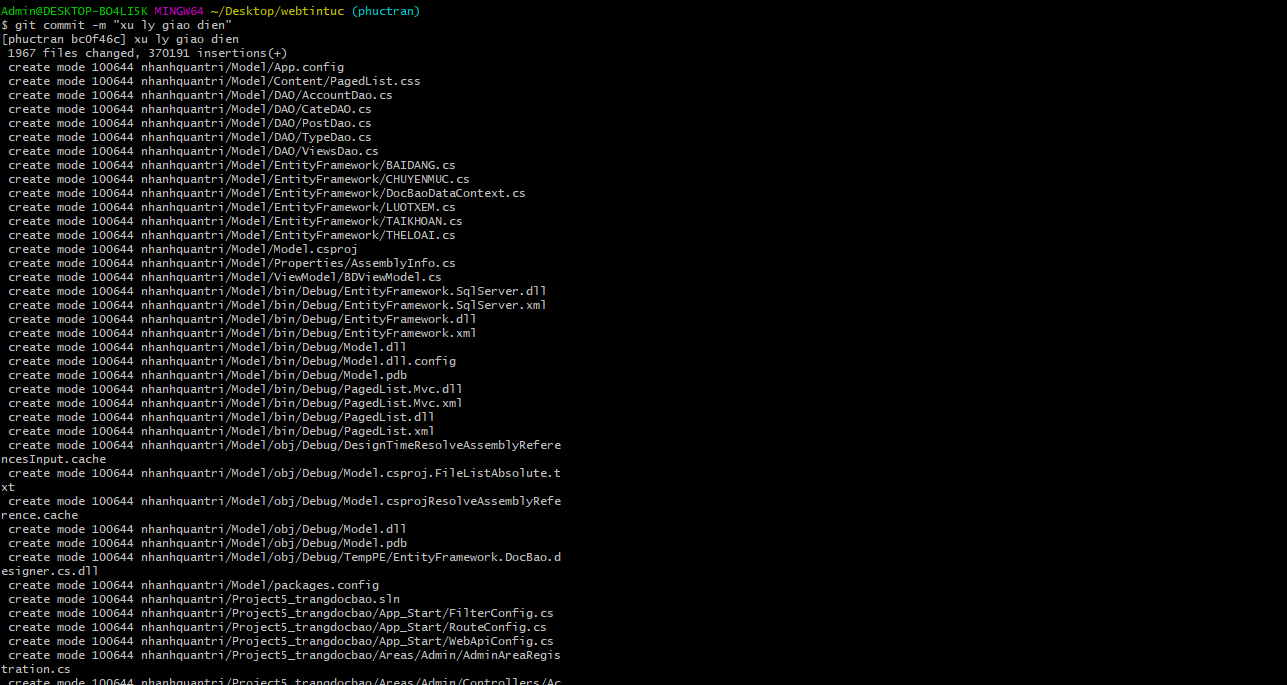 Admin@DESKTOP-BO4LI5K MINGW64 ~/Desktop/webtintuc (phuctran)
$ git commit -m "xu ly giao dien"
[phuctran bc0f46c] xu ly giao dien
 1967 files changed, 370191 insertions(+)
 create mode 100644 nhanhquantri/Model/App.config
 create mode 100644 nhanhquantri/Model/Content/PagedList.css
 create mode 100644 nhanhquantri/Model/DAO/AccountDao.cs
 create mode 100644 nhanhquantri/Model/DAO/CateDAO.cs
 create mode 100644 nhanhquantri/Model/DAO/PostDao.cs
 create mode 100644 nhanhquantri/Model/DAO/TypeDao.cs
 create mode 100644 nhanhquantri/Model/DAO/ViewsDao.cs
 create mode 100644 nhanhquantri/Model/EntityFramework/BAIDANG.cs
 create mode 100644 nhanhquantri/Model/EntityFramework/CHUYENMUC.cs
 create mode 100644 nhanhquantri/Model/EntityFramework/DocBaoDataContext.cs
 create mode 100644 nhanhquantri/Model/EntityFramework/LUOTXEM.cs
 create mode 100644 nhanhquantri/Model/EntityFramework/TAIKHOAN.cs
 create mode 100644 nhanhquantri/Model/EntityFramework/THELOAI.cs
 create mode 100644 nhanhquantri/Model/Model.csproj
 create mode 100644 nhanhquantri/Model/Properties/AssemblyInfo.cs
 create mode 100644 nhanhquantri/Model/ViewModel/BDViewModel.cs
 create mode 100644 nhanhquantri/Model/bin/Debug/EntityFramework.SqlServer.dll
 create mode 100644 nhanhquantri/Model/bin/Debug/EntityFramework.SqlServer.xml
 create mode 100644 nhanhquantri/Model/bin/Debug/EntityFramework.dll
 create mode 100644 nhanhquantri/Model/bin/Debug/EntityFramework.xml
 create mode 100644 nhanhquantri/Model/bin/Debug/Model.dll
 create mode 100644 nhanhquantri/Model/bin/Debug/Model.dll.config
 create mode 100644 nhanhquantri/Model/bin/Debug/Model.pdb
 create mode 100644 nhanhquantri/Model/bin/Debug/PagedList.Mvc.dll
 create mode 100644 nhanhquantri/Model/bin/Debug/PagedList.Mvc.xml
 create mode 100644 nhanhquantri/Model/bin/Debug/PagedList.dll
 create mode 100644 nhanhquantri/Model/bin/Debug/PagedList.xml
 create mode 100644 nhanhquantri/Model/obj/Debug/DesignTimeResolveAssemblyRefere
ncesInput.cache
 create mode 100644 nhanhquantri/Model/obj/Debug/Model.csproj.FileListAbsolute.t
xt
 create mode 100644 nhanhquantri/Model/obj/Debug/Model.csprojResolveAssemblyRefe
rence.cache
 create mode 100644 nhanhquantri/Model/obj/Debug/Model.dll
 create mode 100644 nhanhquantri/Model/obj/Debug/Model.pdb
 create mode 100644 nhanhquantri/Model/obj/Debug/TempPE/EntityFramework.DocBao.d
esigner.cs.dll
 create mode 100644 nhanhquantri/Model/packages.config
 create mode 100644 nhanhquantri/Project5_trangdocbao.sln
 create mode 100644 nhanhquantri/Project5_trangdocbao/App_Start/FilterConfig.cs
 create mode 100644 nhanhquantri/Project5_trangdocbao/App_Start/RouteConfig.cs
 create mode 100644 nhanhquantri/Project5_trangdocbao/App_Start/WebApiConfig.cs
 create mode 100644 nhanhquantri/Project5_trangdocbao/Areas/Admin/AdminAreaRegis
tration.cs
 create mode 100644 nhanhquantri/Project5_trangdocbao/Areas/Admin/Controllers/Ac